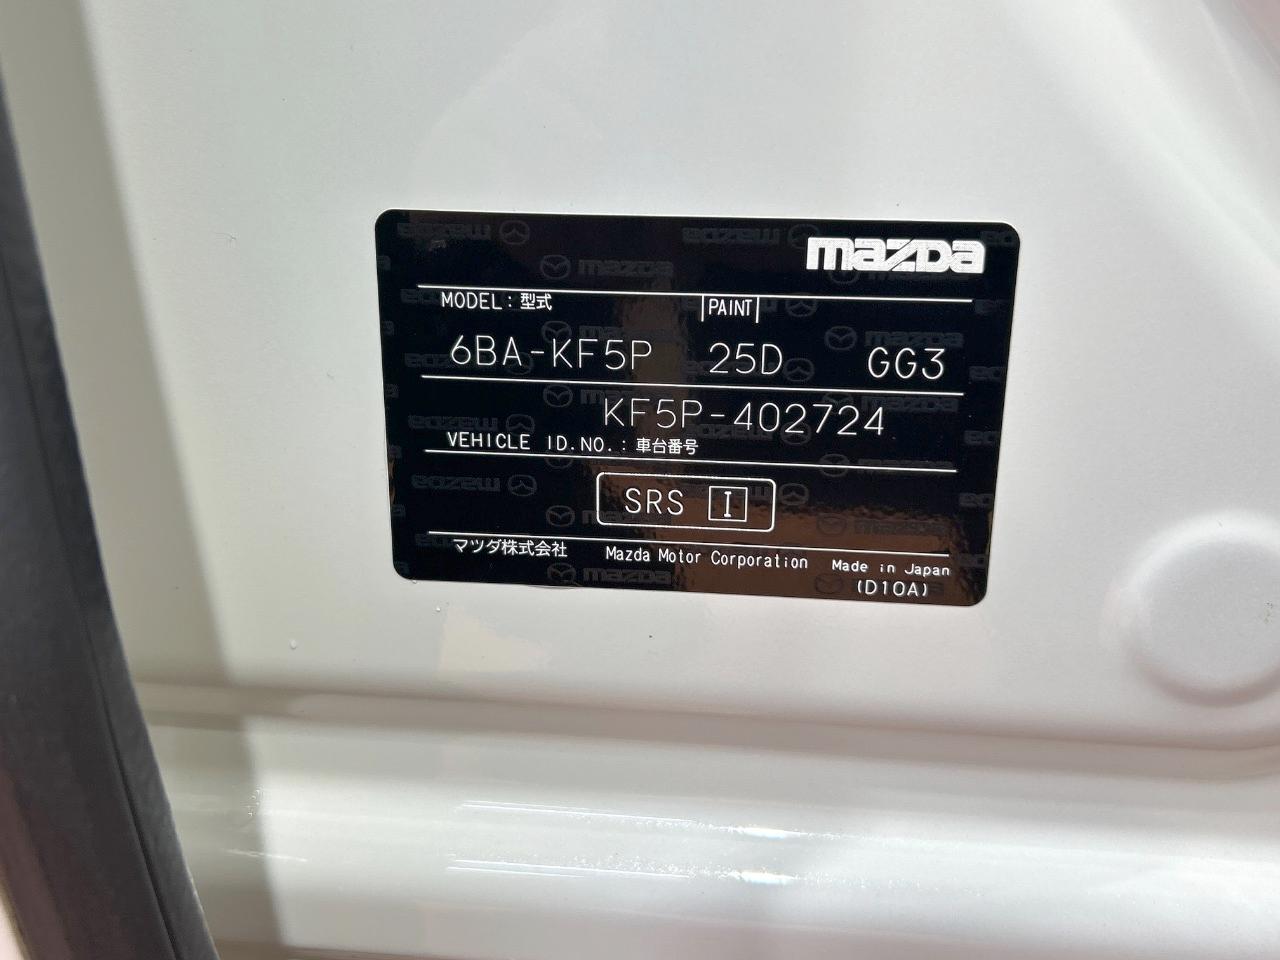 mazda
MODEL: 型式 PAINT
6BA-KF5P 25D GG3
KF5P-402724
VEHICLE ID.NO.: 車台番号
SRS I
マツダ株式会社 Mazda Motor Corporation Made in Japan
(D10A)